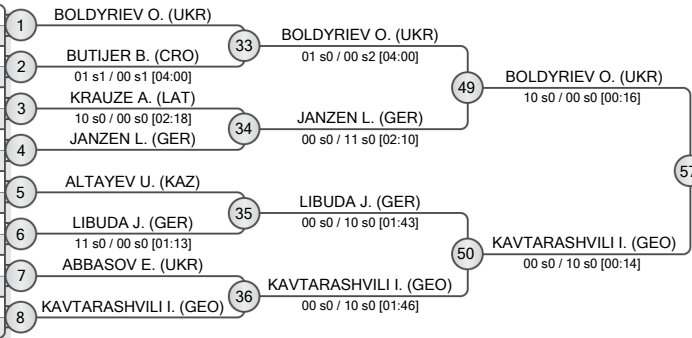 1
BOLDYRIEV O. (UKR)
2
BUTIJER B. (CRO)
01 s1 / 00 s1 [04:00]
3
KRAUZE A. (LAT)
10 s0 / 00 s0 [02:18]
4
JANZEN L. (GER)
5
ALTAYEV U. (KAZ)
6
LIBUDA J. (GER)
11 s0 / 00 s0 [01:13]
7
ABBASOV E. (UKR)
8
KAVTARASHVILI I. (GEO)
33
BOLDYRIEV O. (UKR)
01 s0 / 00 s2 [04:00]
34
JANZEN L. (GER)
00 s0 / 11 s0 [02:10]
35
LIBUDA J. (GER)
00 s0 / 10 s0 [01:43]
36
KAVTARASHVILI I. (GEO)
00 s0 / 10 s0 [01:46]
49
BOLDYRIEV O. (UKR)
10 s0 / 00 s0 [00:16]
50
KAVTARASHVILI I. (GEO)
00 s0 / 10 s0 [00:14]
57